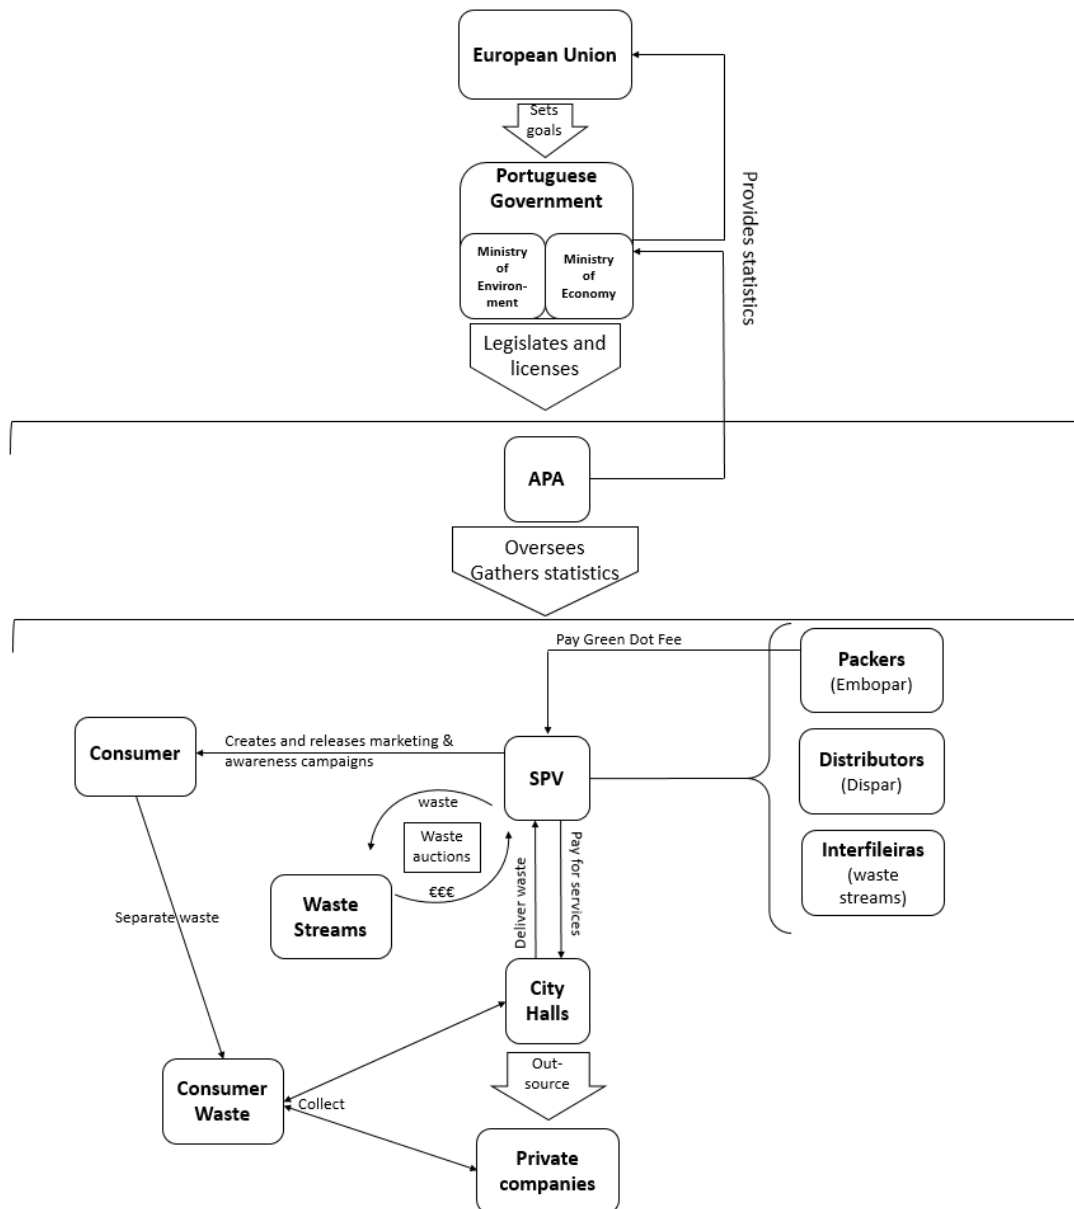 European Union
Sets
goals
Portuguese
Government
Ministry
of
Environ-
ment
Ministry
of
Economy
Provides statistics
Legislates and
licenses
APA
Oversees
Gathers statistics
Pay Green Dot Fee
Packers
(Embopar)
Consumer
Creates and releases marketing &
awareness campaigns
SPV
Distributors
(Dispar)
waste
Waste
auctions
€€€
Waste
Streams
Deliver waste
Pay for services
Interfileiras
(waste
streams)
Separate waste
City
Halls
Out-
source
Consumer
Waste
Collect
Private
companies